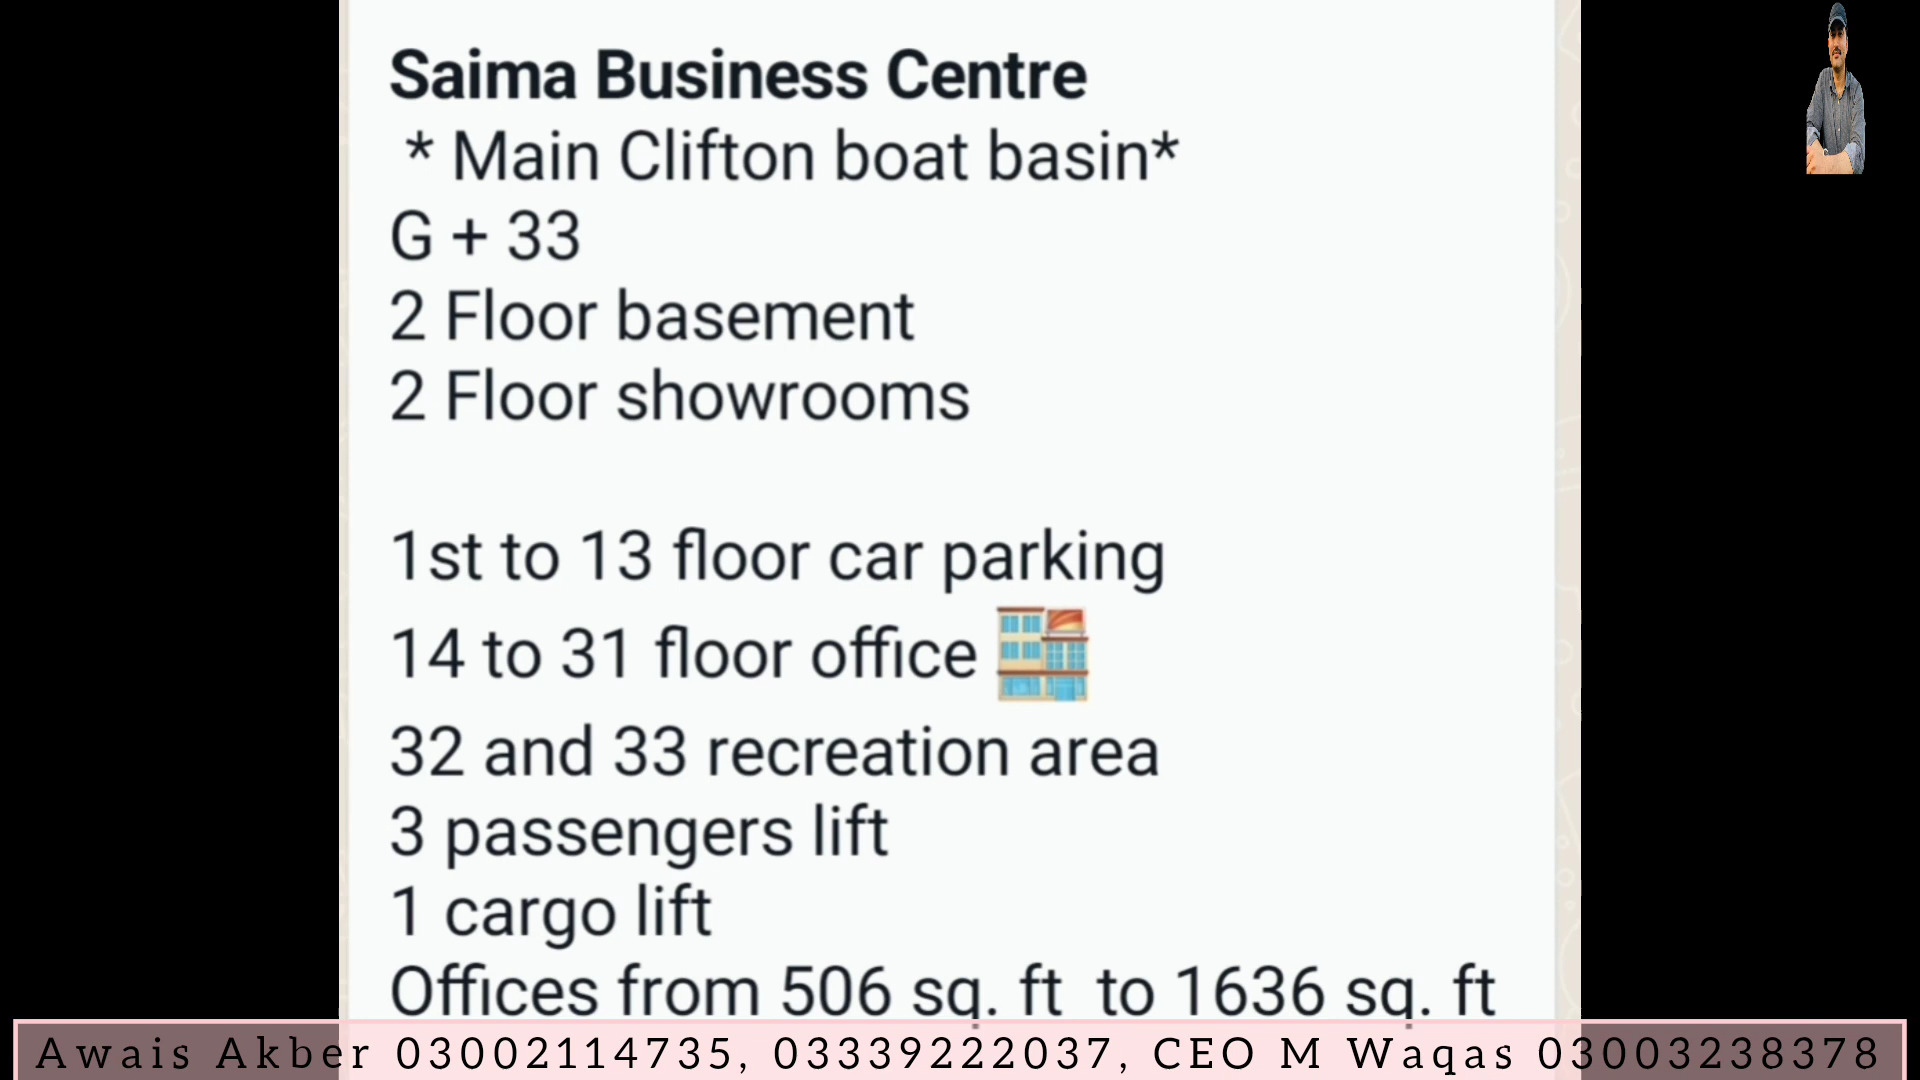 Saima Business Centre
* Main Clifton boat basin*
G + 33
2 Floor basement
2 Floor showrooms
1st to 13 floor car parking
14 to 31 floor office 🏪
32 and 33 recreation area
3 passengers lift
1 cargo lift
Offices from 506 sq. ft  to 1636 sq. ft
Awais Akber 03002114735, 03339222037, CEO M Waqas 03003238378